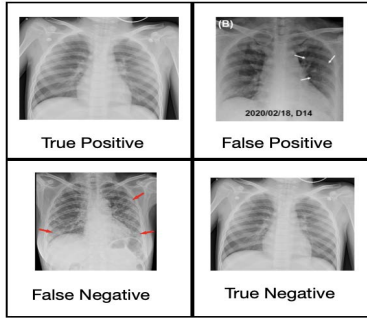 True Positive
(B)
2020/02/18, D14
False Positive
False Negative
True Negative